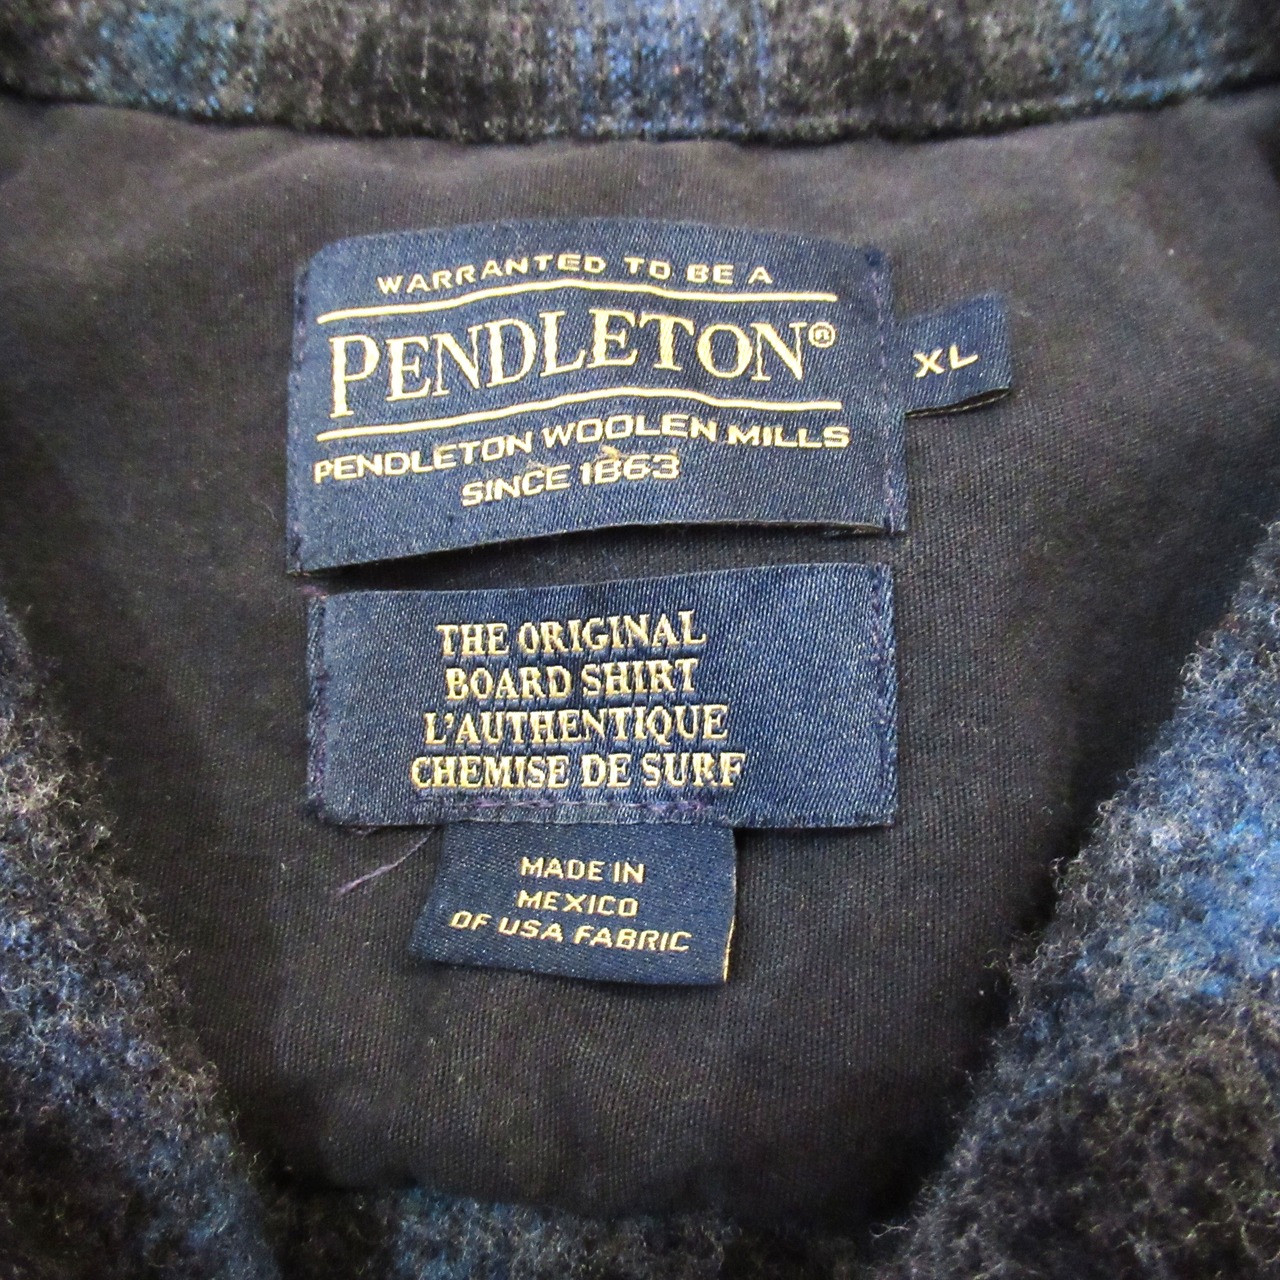 WARRANTED TO BE A
PENDLETON®
PENDLETON WOOLEN MILLS
SINCE 1863
XL
THE ORIGINAL
BOARD SHIRT
L'AUTHENTIQUE
CHEMISE DE SURF
MADE IN
MEXICO
OF USA FABRIC